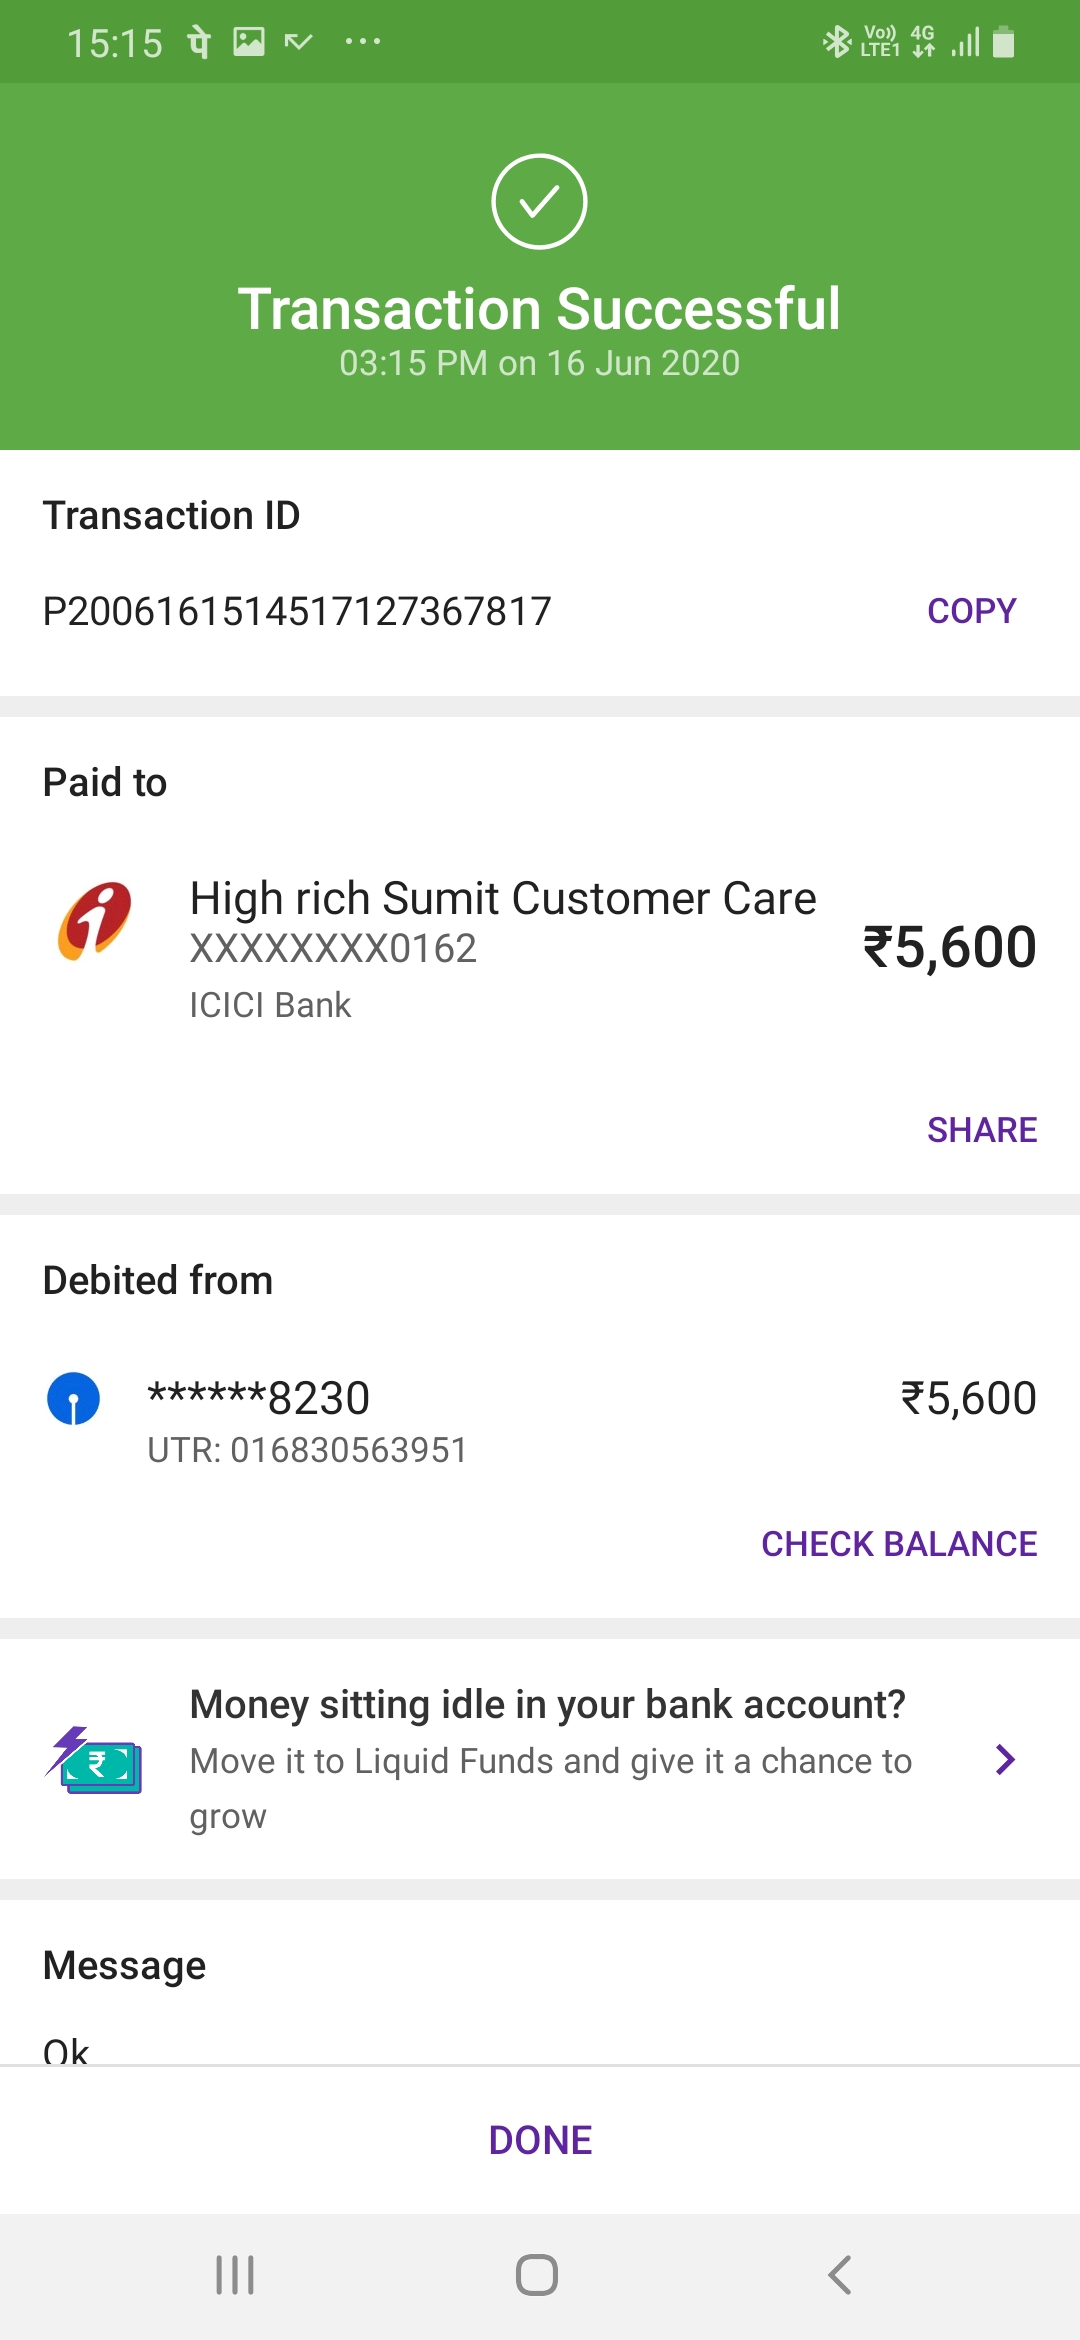 15:15 पे
Vo)) 4G
LTE1
Transaction Successful
03:15 PM on 16 Jun 2020
Transaction ID
P2006161514517127367817 COPY
Paid to
High rich Sumit Customer Care
XXXXXXXX0162
₹5,600
ICICI Bank
SHARE
Debited from
******8230 ₹5,600
UTR: 016830563951
CHECK BALANCE
Money sitting idle in your bank account?
Move it to Liquid Funds and give it a chance to
grow
Message
Ok
DONE